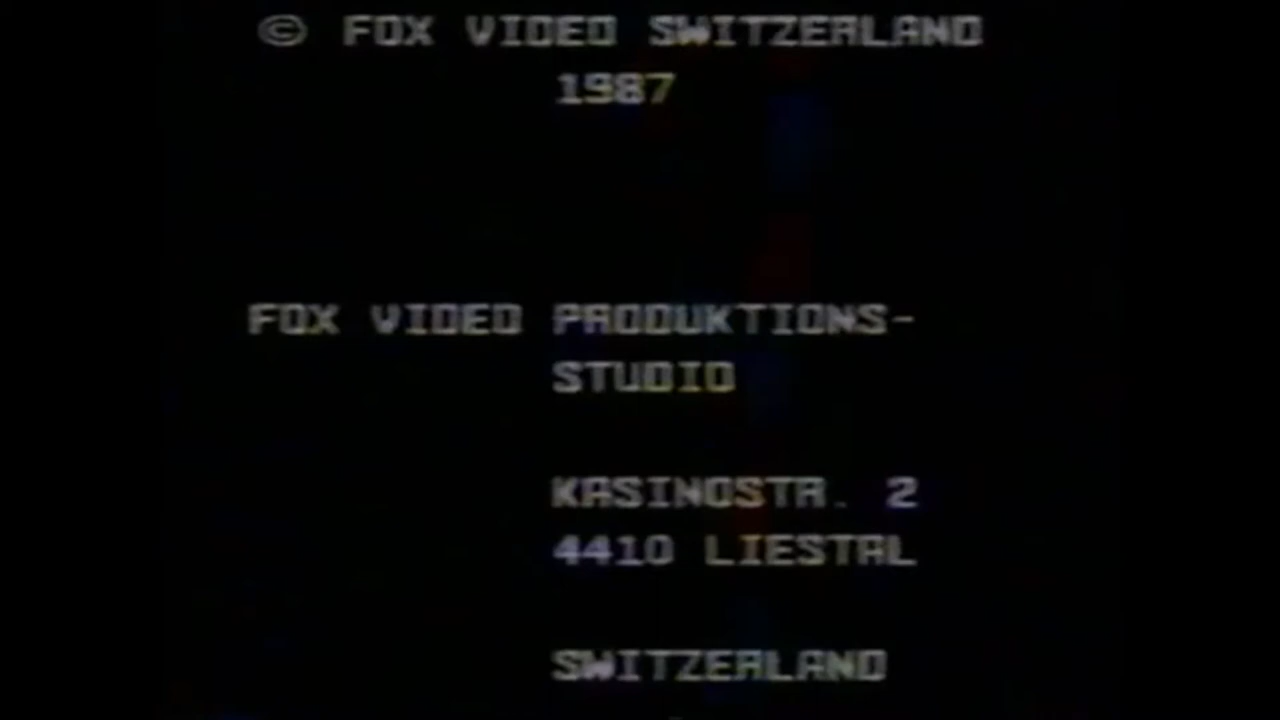 © FOX VIDEO SWITZERLAND
1987
FOX VIDEO PRODUKTIONS-
STUDIO
KASINOSTR. 2
4410 LIESTAL
SWITZERLAND